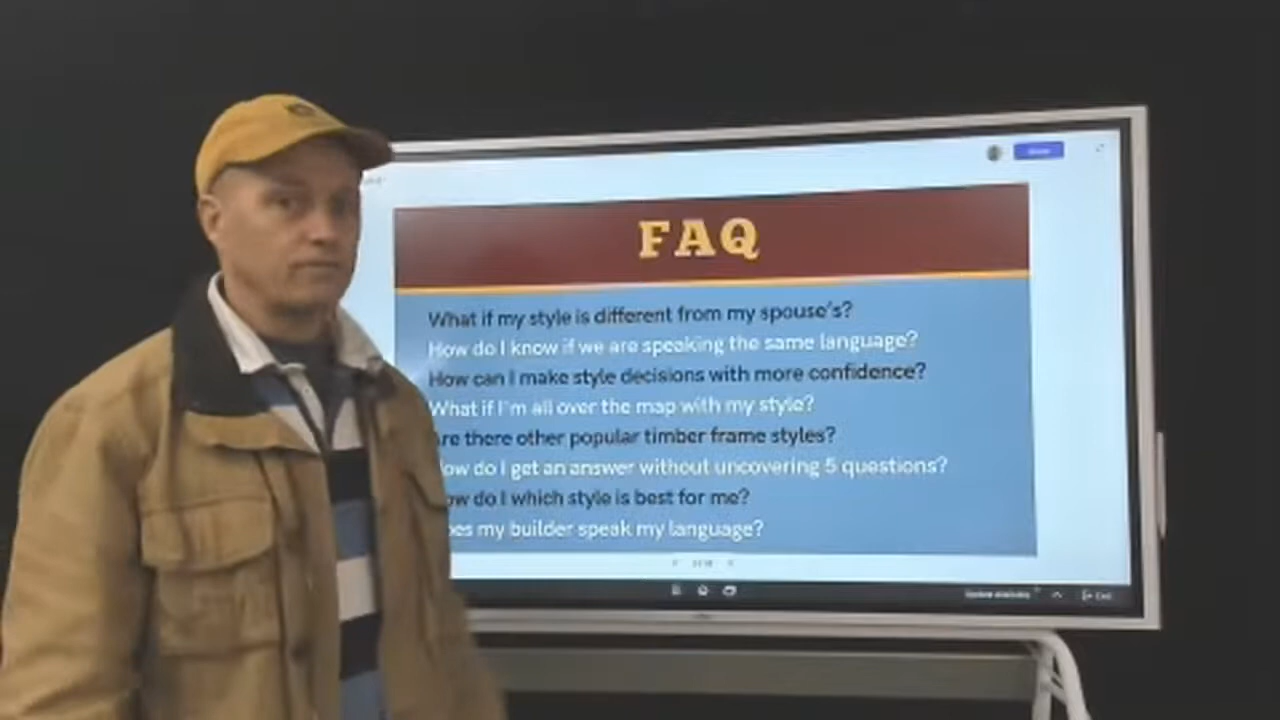 FAQ
What if my style is different from my spouse's?
How do I know if we are speaking the same language?
How can I make style decisions with more confidence?
What if I'm all over the map with my style?
re there other popular timber frame styles?
ow do I get an answer without uncovering 5 questions?
ow do I which style is best for me?
es my builder speak my language?